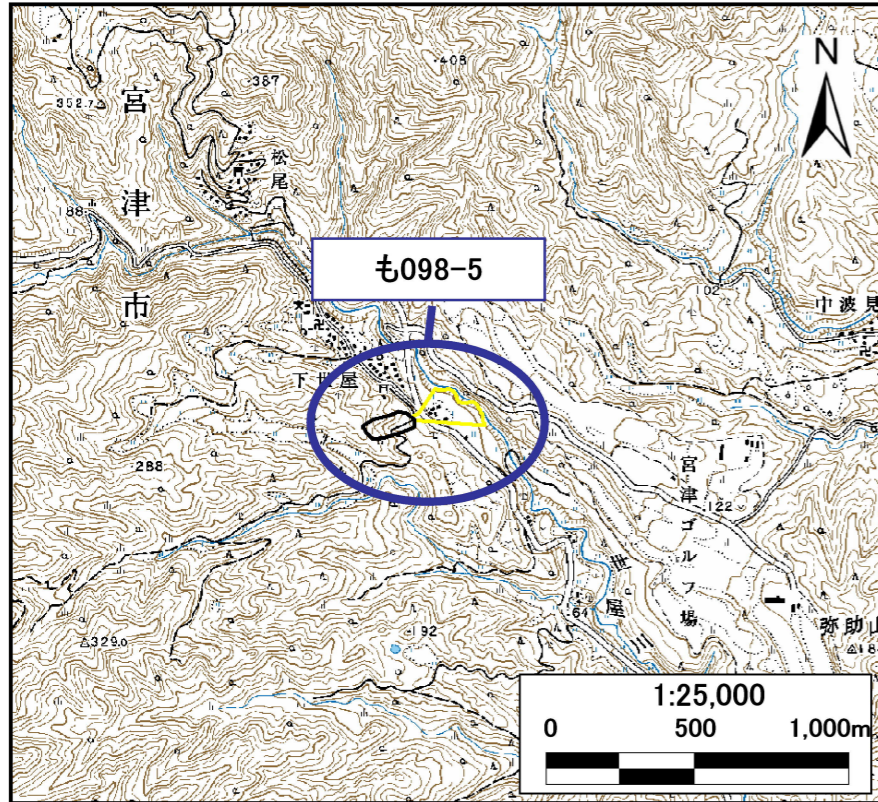 408
387
N
352.7
宮津市
松尾
188
も098-5
102
中波見
下世屋
288
宮津ゴルフ場
122
世屋川
64
192
329.0
弥助山
1:25,000
0 500 1,000m